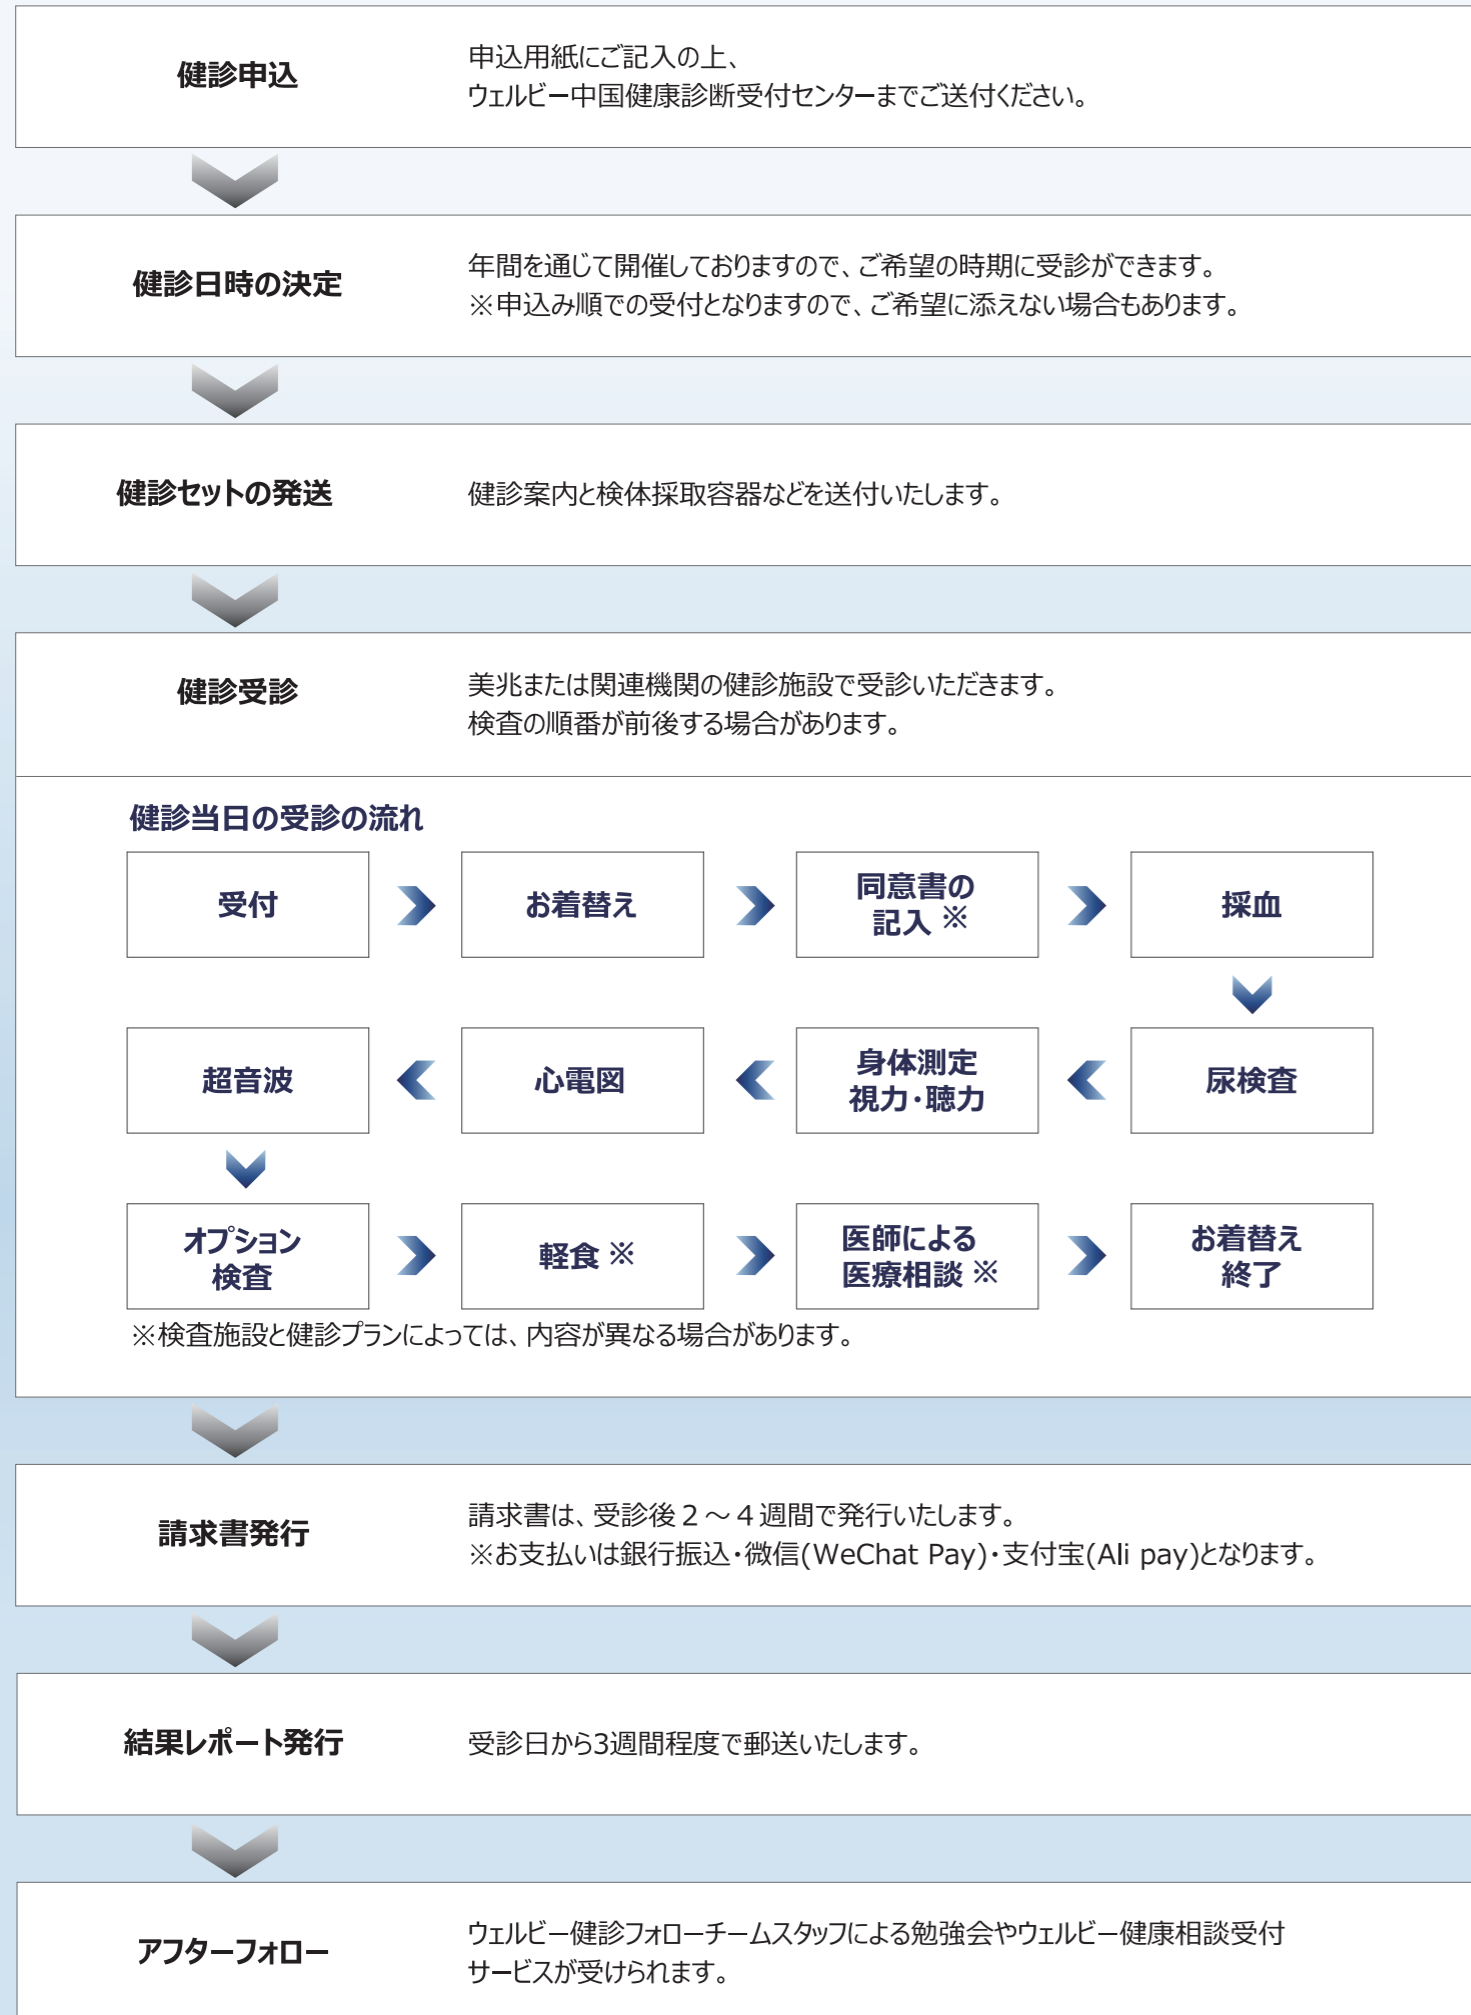 健診申込
申込用紙にご記入の上、
ウェルビー中国健康診断受付センターまでご送付ください。
健診日時の決定
年間を通じて開催しておりますので、ご希望の時期に受診ができます。
※申込み順での受付となりますので、ご希望に添えない場合もあります。
健診セットの発送
健診案内と検体採取容器などを送付いたします。
健診受診
美兆または関連機関の健診施設で受診いただきます。
検査の順番が前後する場合があります。
健診当日の受診の流れ
受付
お着替え
同意書の
記入 ※
採血
尿検査
身体測定
視力・聴力
心電図
超音波
オプション
検査
軽食 ※
医師による
医療相談 ※
お着替え
終了
※検査施設と健診プランによっては、内容が異なる場合があります。
請求書発行
請求書は、受診後２～４週間で発行いたします。
※お支払いは銀行振込・微信(WeChat Pay)・支付宝(Ali pay)となります。
結果レポート発行
受診日から3週間程度で郵送いたします。
アフターフォロー
ウェルビー健診フォローチームスタッフによる勉強会やウェルビー健康相談受付
サービスが受けられます。